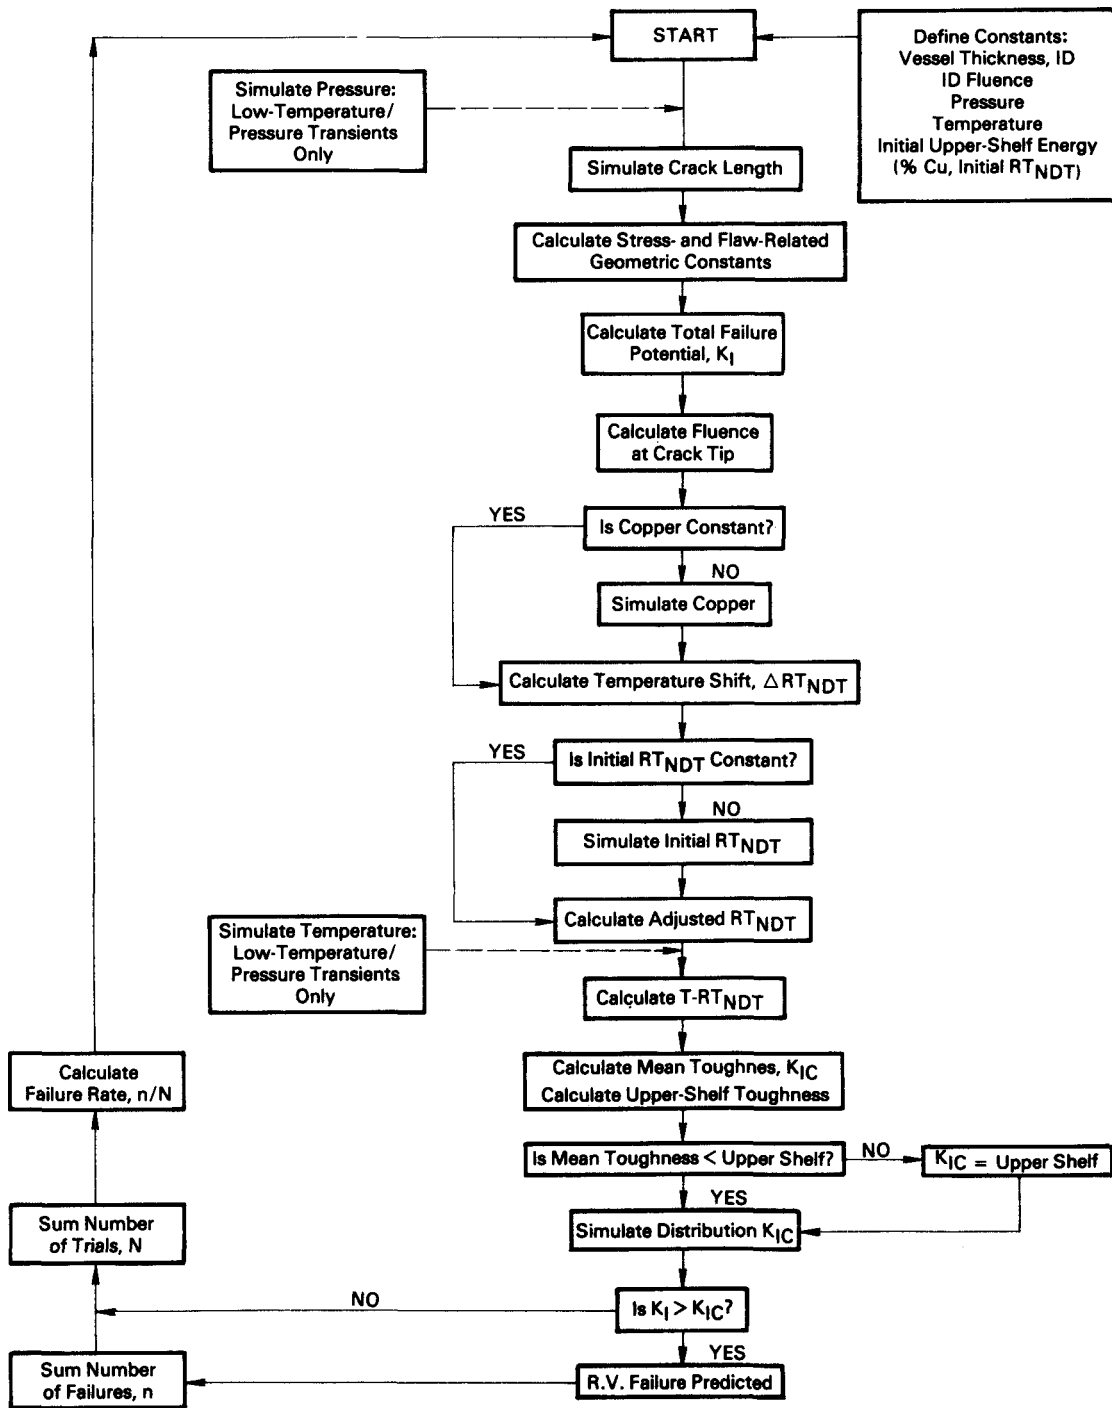 START
Define Constants:
Vessel Thickness, ID
ID Fluence
Pressure
Temperature
Initial Upper-Shelf Energy
(% Cu, Initial RTNDT)
Simulate Pressure:
Low-Temperature/
Pressure Transients
Only
Simulate Crack Length
Calculate Stress- and Flaw-Related
Geometric Constants
Calculate Total Failure
Potential, KI
Calculate Fluence
at Crack Tip
YES
Is Copper Constant?
NO
Simulate Copper
Calculate Temperature Shift, △RTNDT
YES
Is Initial RTNDT Constant?
NO
Simulate Initial RTNDT
Calculate Adjusted RTNDT
Simulate Temperature:
Low-Temperature/
Pressure Transients
Only
Calculate T-RTNDT
Calculate Mean Toughnes, KIC
Calculate Upper-Shelf Toughness
Calculate
Failure Rate, n/N
Is Mean Toughness < Upper Shelf?
NO
KIC = Upper Shelf
YES
Simulate Distribution KIC
Sum Number
of Trials, N
NO
Is KI > KIC?
YES
R.V. Failure Predicted
Sum Number
of Failures, n